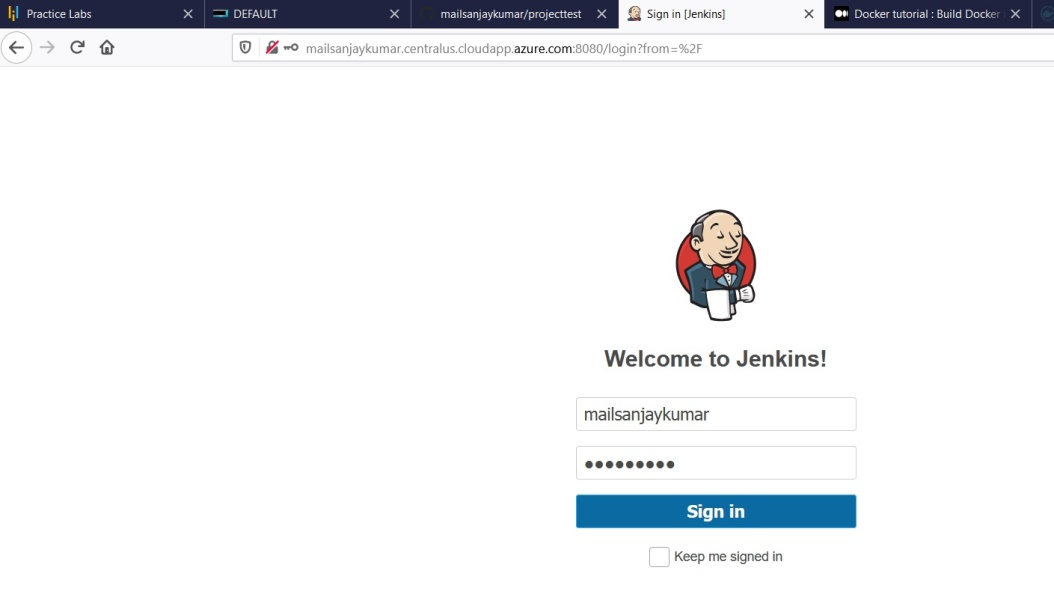 Practice Labs
DEFAULT
mailsanjaykumar/projecttest
Sign in [Jenkins]
Docker tutorial : Build Docker
mailsanjaykumar.centralus.cloudapp.azure.com:8080/login?from=%2F
Welcome to Jenkins!
mailsanjaykumar
●●●●●●●●●
Sign in
Keep me signed in